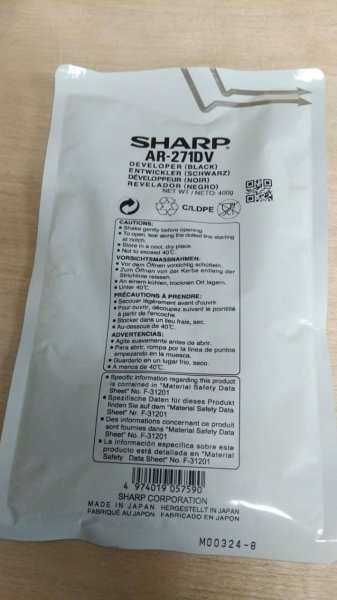 SHARP
AR-271DV
DEVELOPER (BLACK)
ENTWICKLER (SCHWARZ)
DÉVELOPPEUR (NOIR)
REVELADOR (NEGRO)
NET WT / NETO: 400g
C/LDPE
CAUTIONS:
• Shake gently before opening.
• To open, tear along the dotted line starting
at notch.
• Store in a cool, dry place.
• Not to exceed 40°C.
VORSICHTSMASSNAHMEN:
• Vor dem Öffnen vorsichtig schütteln.
• Zum Öffnen von der Kerbe entlang der
Strichlinie reissen.
• An einem kühlen, trocknen Ort lagern.
• Unter 40°C.
PRÉCAUTIONS À PRENDRE:
• Secouer légèrement avant d'ouvrir.
• Pour ouvrir, découpez suivant le pointillé
à partir de l'encoche.
• Stocker dans un lieu frais, sec.
• Au-dessous de 40°C.
ADVERTENCIAS:
• Agite suavemente antes de abrir.
• Para abrir, rompa por la linea de puntos
empezando en la muesca.
• Guardarlo en un lugar frio, seco.
• A menos de 40°C.
• Specific information regarding this product
is contained in "Material Safety Data
Sheet" No. F-31201
• Spezifische Daten für dieses Produkt
finden Sie auf dem "Material Safety Data
Sheet" Nr. F-31201
• Des informations concernant ce produit
sont fournies dans "Material Safety Data
Sheet" No. F-31201
• La información específica sobre este
producto está detallada en "Material
Safety Data Sheet" No. F-31201
4 974019 057590
SHARP CORPORATION
MADE IN JAPAN HERGESTELLT IN JAPAN
FABRIQUÉ AU JAPON FABRICADO EN JAPÓN
M00324-8